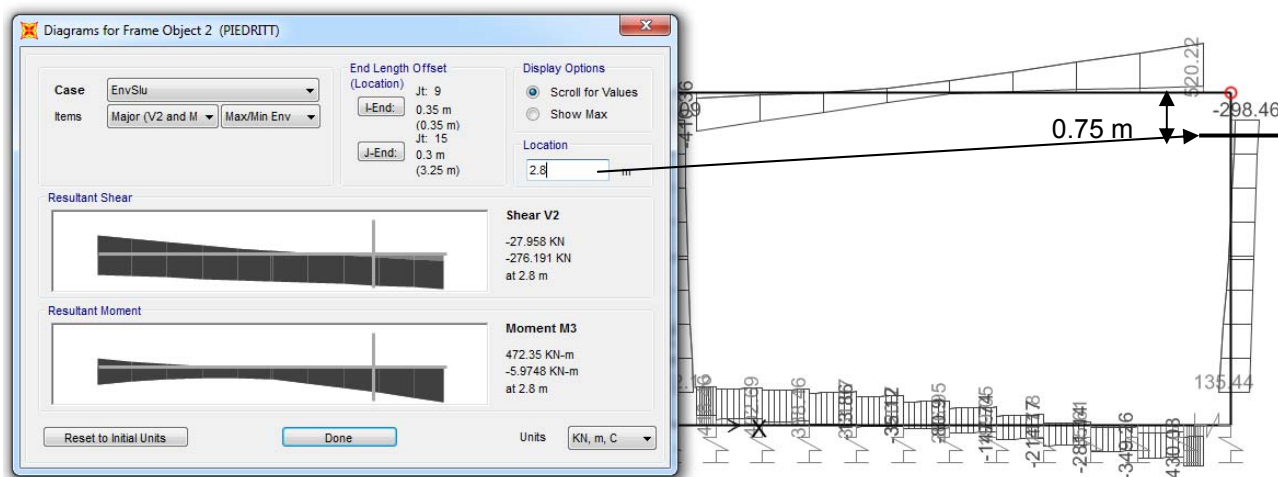 Diagrams for Frame Object 2 (PIEDRITT)
Case
EnvSlu
Items
Major (V2 and M
Max/Min Env
End Length Offset
(Location)
I-End:
Jt: 9
0.35 m
(0.35 m)
J-End:
Jt: 15
0.3 m
(3.25 m)
Display Options
Scroll for Values
Show Max
Location
2.8
m
Resultant Shear
Shear V2
-27.958 KN
-276.191 KN
at 2.8 m
Resultant Moment
Moment M3
472.35 KN-m
-5.9748 KN-m
at 2.8 m
Reset to Initial Units
Done
Units
KN, m, C
520.22
-298.46
0.75 m
135.44
X